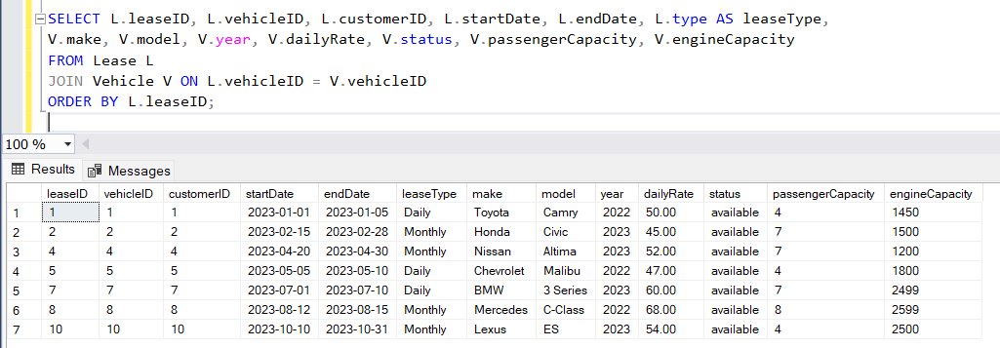 SELECT L.leaseID, L.vehicleID, L.customerID, L.startDate, L.endDate, L.type AS leaseType,
V.make, V.model, V.year, V.dailyRate, V.status, V.passengerCapacity, V.engineCapacity
FROM Lease L
JOIN Vehicle V ON L.vehicleID = V.vehicleID
ORDER BY L.leaseID;
100 %
Results Messages
leaseID vehicleID customerID startDate endDate leaseType make model year dailyRate status passengerCapacity engineCapacity
1 1 1 1 2023-01-01 2023-01-05 Daily Toyota Camry 2022 50.00 available 4 1450
2 2 2 2 2023-02-15 2023-02-28 Monthly Honda Civic 2023 45.00 available 7 1500
3 4 4 4 2023-04-20 2023-04-30 Monthly Nissan Altima 2023 52.00 available 7 1200
4 5 5 5 2023-05-05 2023-05-10 Daily Chevrolet Malibu 2022 47.00 available 4 1800
5 7 7 7 2023-07-01 2023-07-10 Daily BMW 3 Series 2023 60.00 available 7 2499
6 8 8 8 2023-08-12 2023-08-15 Monthly Mercedes C-Class 2022 68.00 available 8 2599
7 10 10 10 2023-10-10 2023-10-31 Monthly Lexus ES 2023 54.00 available 4 2500